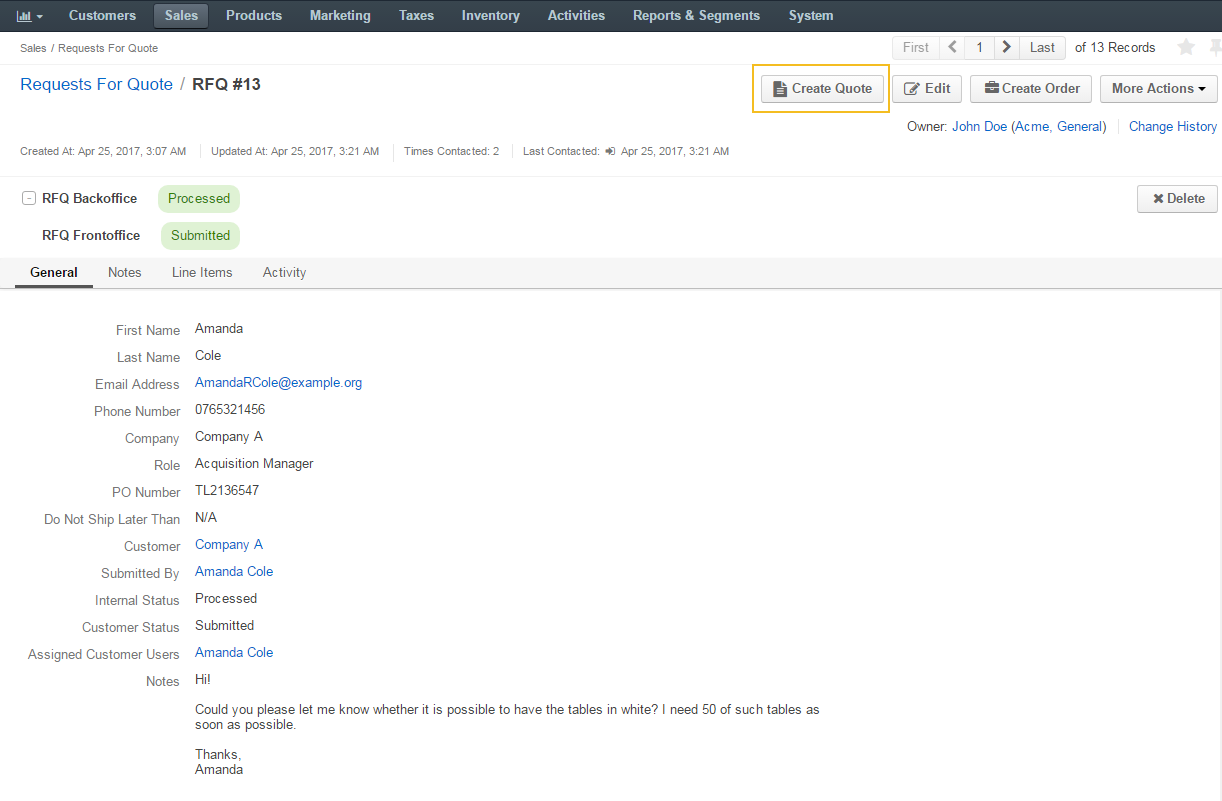 Customers Sales Products Marketing Taxes Inventory Activities Reports & Segments System
Sales / Requests For Quote First 1 Last of 13 Records
Requests For Quote / RFQ #13 Create Quote Edit Create Order More Actions
Owner: John Doe (Acme, General) Change History
Created At: Apr 25, 2017, 3:07 AM Updated At: Apr 25, 2017, 3:21 AM Times Contacted: 2 Last Contacted: Apr 25, 2017, 3:21 AM
- RFQ Backoffice Processed Delete
RFQ Frontoffice Submitted
General Notes Line Items Activity
First Name Amanda
Last Name Cole
Email Address AmandaRCole@example.org
Phone Number 0765321456
Company Company A
Role Acquisition Manager
PO Number TL2136547
Do Not Ship Later Than N/A
Customer Company A
Submitted By Amanda Cole
Internal Status Processed
Customer Status Submitted
Assigned Customer Users Amanda Cole
Notes Hi!
Could you please let me know whether it is possible to have the tables in white? I need 50 of such tables as
soon as possible.
Thanks,
Amanda